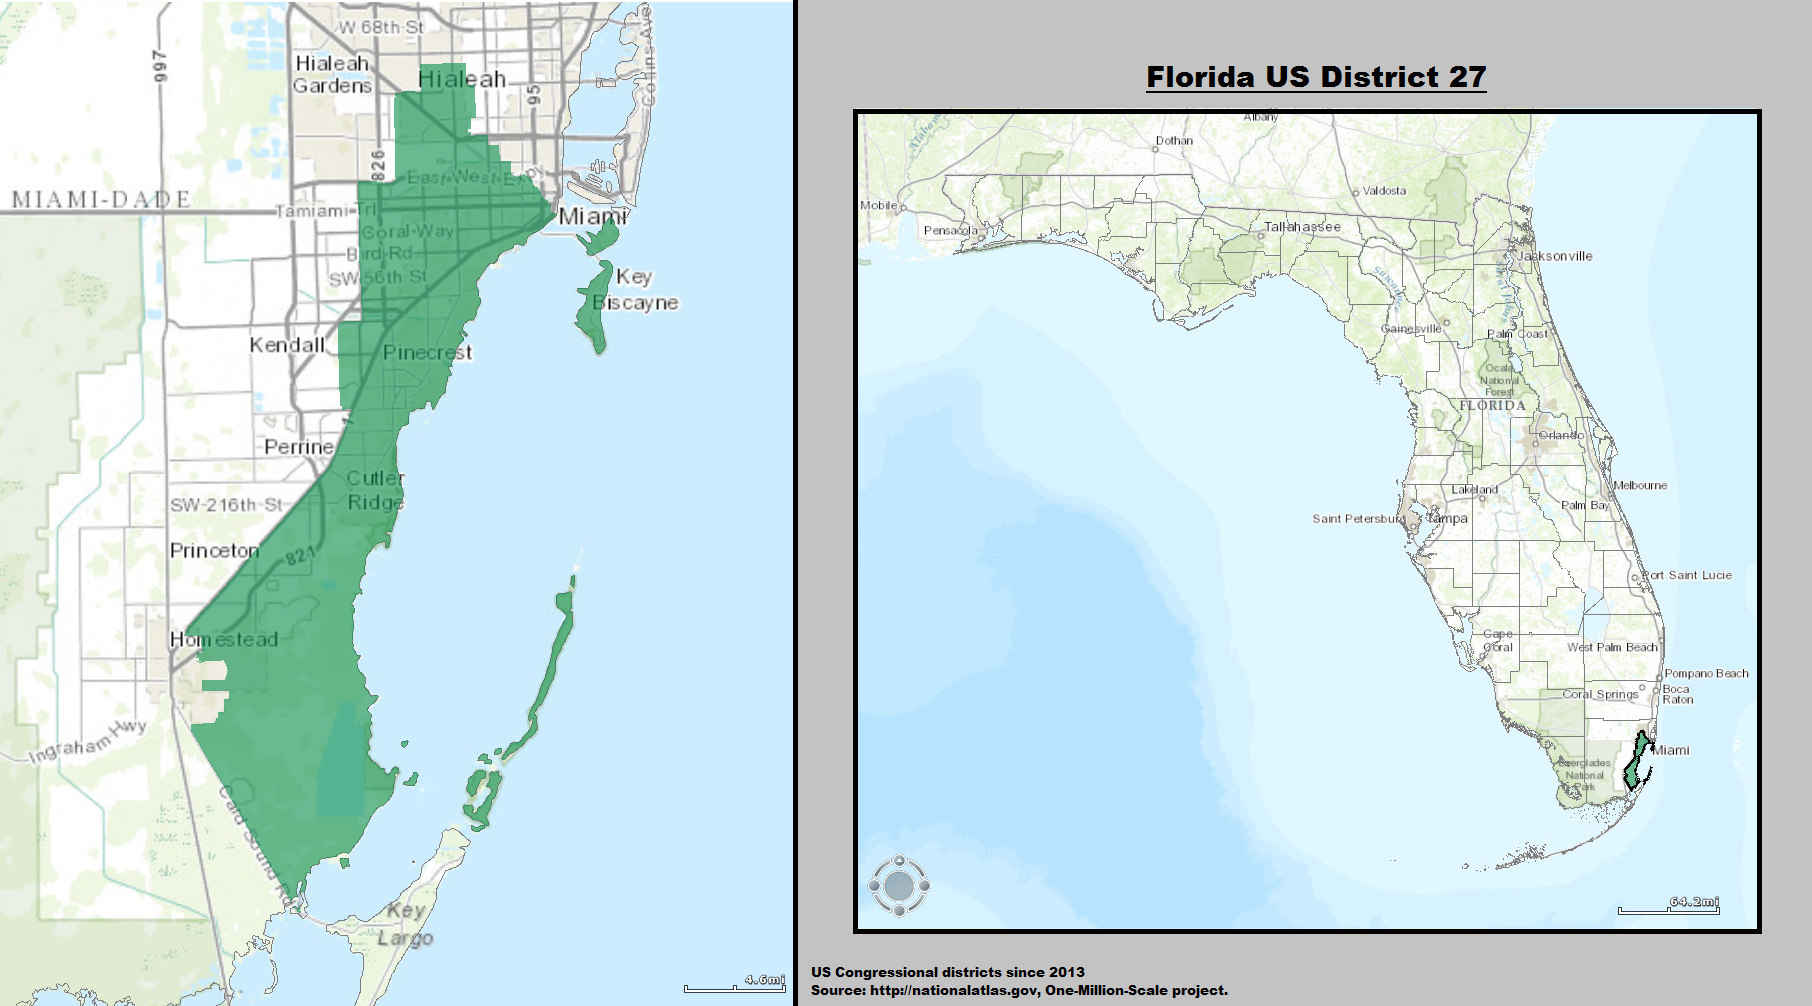 W 68th St
Collins Ave
997
Hialeah
Gardens
Hialeah
95
826
East-West-E
MIAMI-DADE
Tamiami-Trl
Miami
Coral-Way
Bird-Rd
SW 56th St
Key
Biscayne
Kendall
Pinecrest
1
Perrine
Cutler
Ridge
SW-216th-St
Princeton
821
Homestead
Ingraham-Hwy
Card Sound Rd
Key
Largo
4.6mi
Florida US District 27
Albany
Dothan
Valdosta
Mobile
Pensacola
Tallahassee
Jacksonville
Gainesville
Palm Coast
Ocala
National
Forest
FLORIDA
Orlando
Lakeland
Melbourne
Palm Bay
Saint Petersburg
Tampa
Port Saint Lucie
Cape
Coral
West Palm Beach
Pompano Beach
Coral Springs
Boca
Raton
Miami
Everglades
National
Park
64.2mi
US Congressional districts since 2013
Source: http://nationalatlas.gov, One-Million-Scale project.